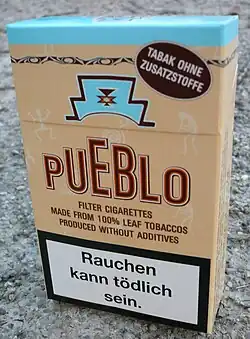 TABAK OHNE
ZUSATZSTOFFE
PUEBLO
FILTER CIGARETTES
MADE FROM 100% LEAF TOBACCOS
PRODUCED WITHOUT ADDITIVES
Rauchen
kann tödlich
sein.